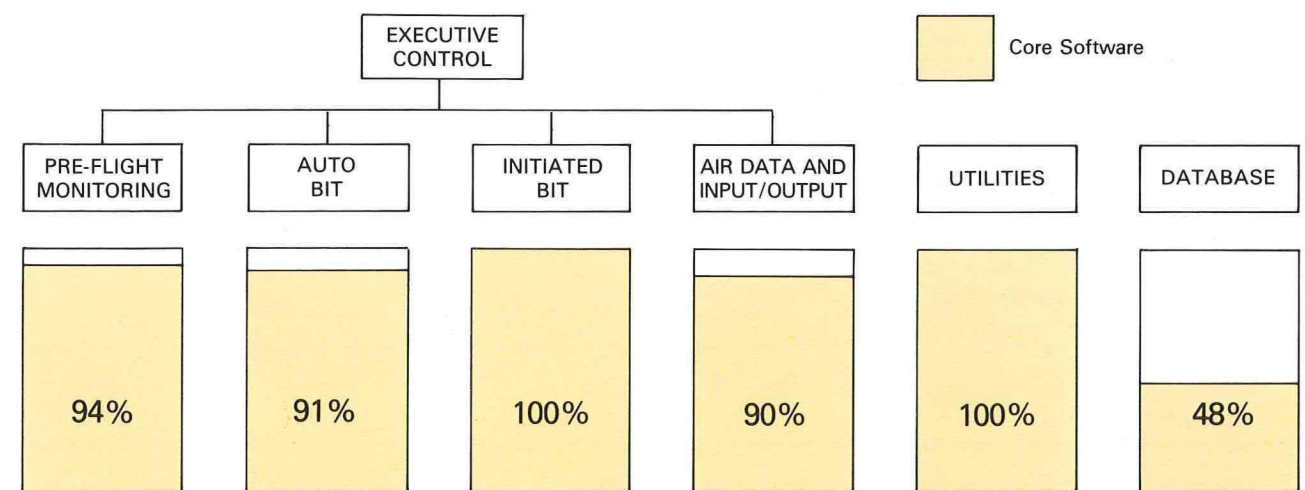 EXECUTIVE
CONTROL
Core Software
PRE-FLIGHT
MONITORING
AUTO
BIT
INITIATED
BIT
AIR DATA AND
INPUT/OUTPUT
UTILITIES
DATABASE
94%
91%
100%
90%
100%
48%